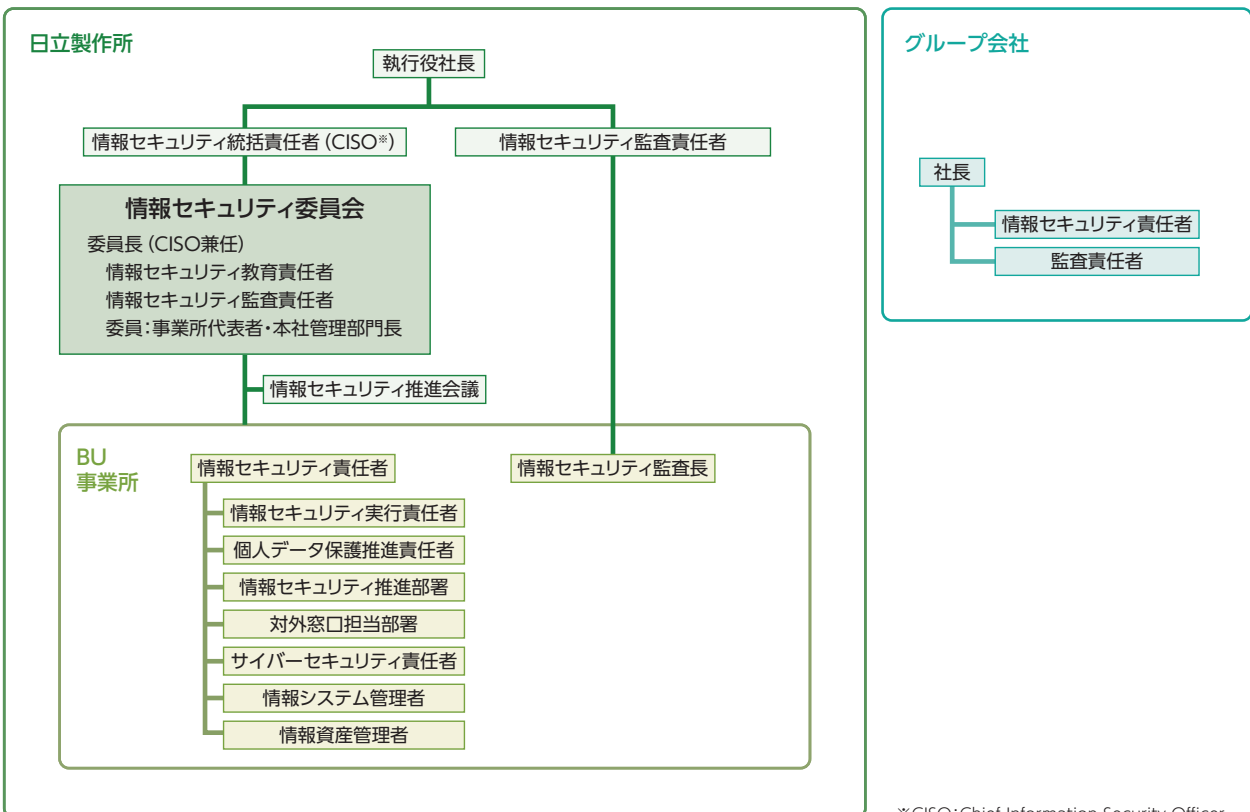 日立製作所
執行役社長
情報セキュリティ統括責任者(CISO※)
情報セキュリティ監査責任者
情報セキュリティ委員会
委員長(CISO兼任)
情報セキュリティ教育責任者
情報セキュリティ監査責任者
委員:事業所代表者・本社管理部門長
情報セキュリティ推進会議
BU
事業所
情報セキュリティ責任者
情報セキュリティ監査長
情報セキュリティ実行責任者
個人データ保護推進責任者
情報セキュリティ推進部署
対外窓口担当部署
サイバーセキュリティ責任者
情報システム管理者
情報資産管理者
グループ会社
社長
情報セキュリティ責任者
監査責任者
※CISO:Chief Information Security Officer